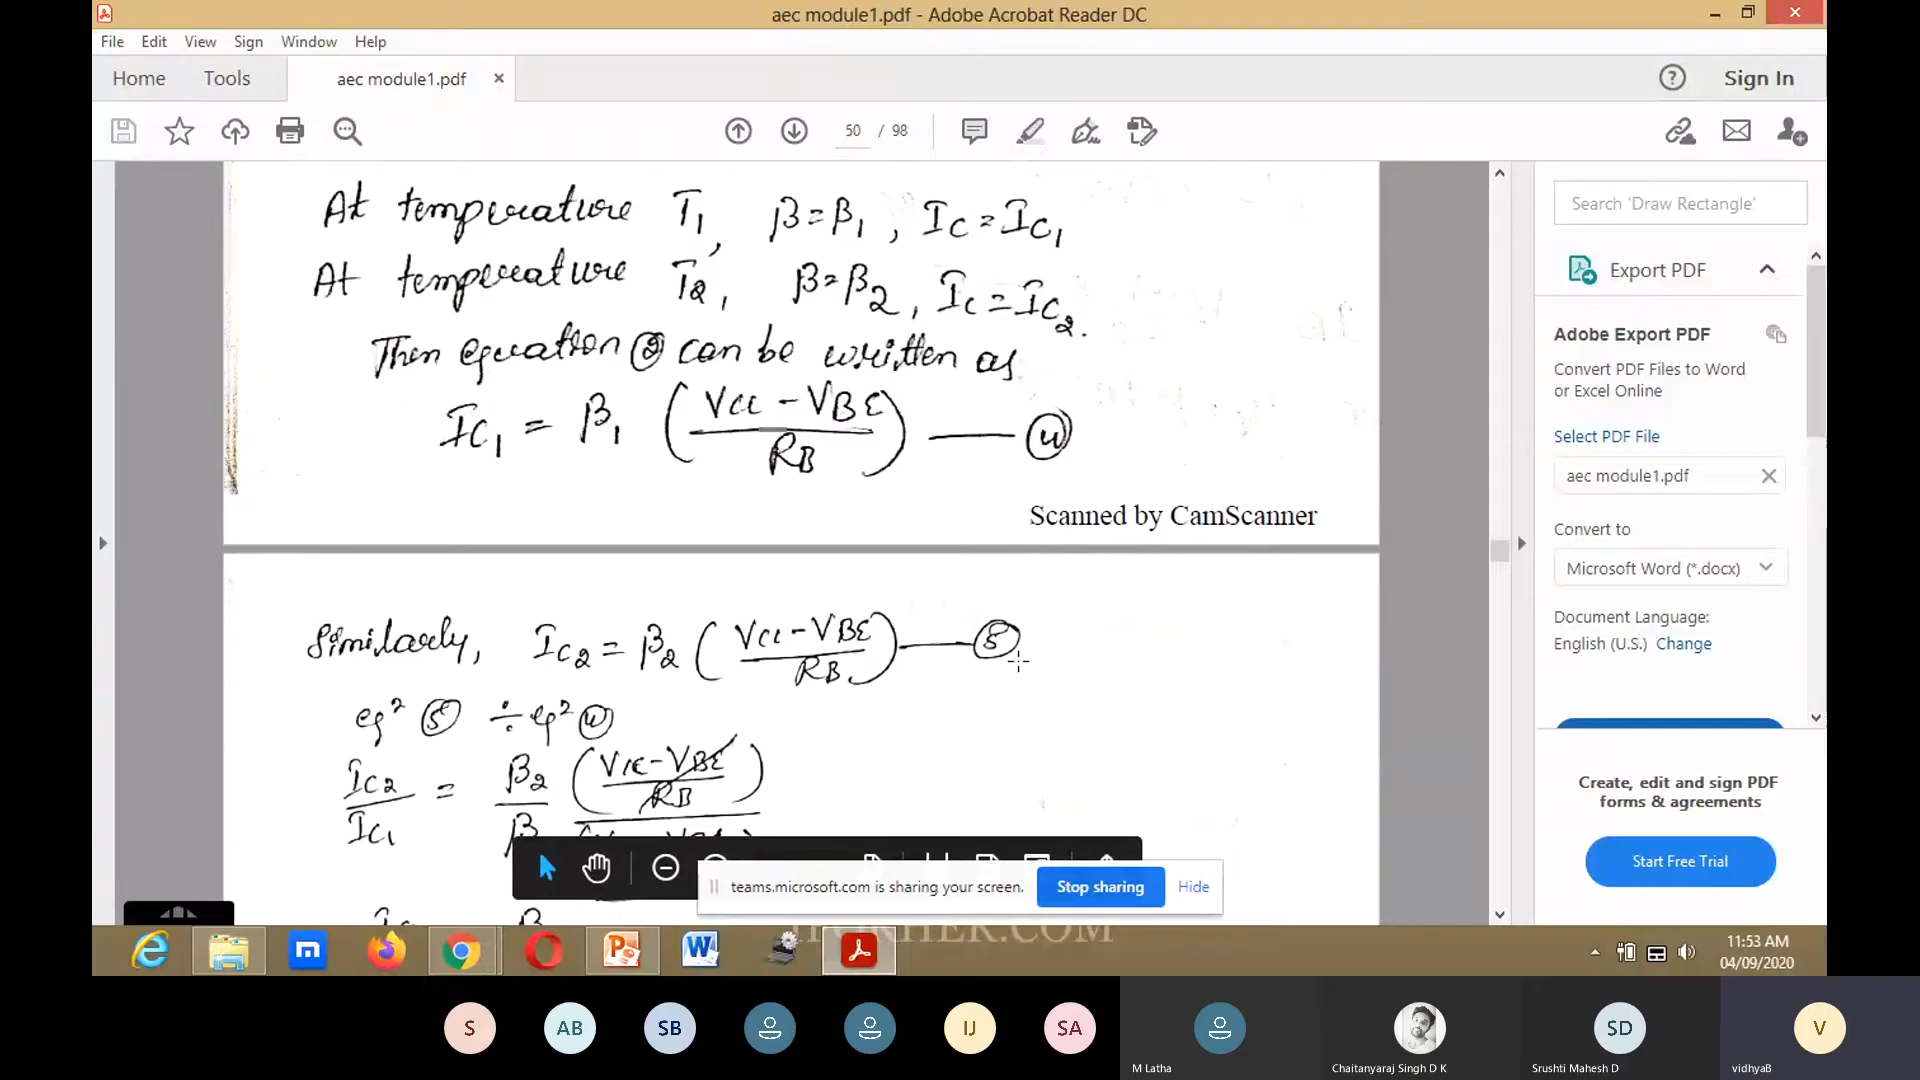 aec module1.pdf - Adobe Acrobat Reader DC
File Edit View Sign Window Help
Home Tools aec module1.pdf Sign In
50 / 98
At temperature T1, β=β1, IC=IC1
At temperature T2, β=β2, IC=IC2.
Then equation ② can be written as
IC1 = β1 (VCC-VBE/RB) — ④
Scanned by CamScanner
Similarly, IC2 = β2 (VCC-VBE/RB) — ⑤
eq² ⑤ ÷ eq² ④
IC2/IC1 = β2/β (VCC-VBE/RB)
Search 'Draw Rectangle'
Export PDF
Adobe Export PDF
Convert PDF Files to Word
or Excel Online
Select PDF File
aec module1.pdf
Convert to
Microsoft Word (*.docx)
Document Language:
English (U.S.) Change
Create, edit and sign PDF
forms & agreements
Start Free Trial
teams.microsoft.com is sharing your screen. Stop sharing Hide
11:53 AM
04/09/2020
S AB SB IJ SA SD V
M Latha Chaitanyaraj Singh D K Srushti Mahesh D vidhyaB